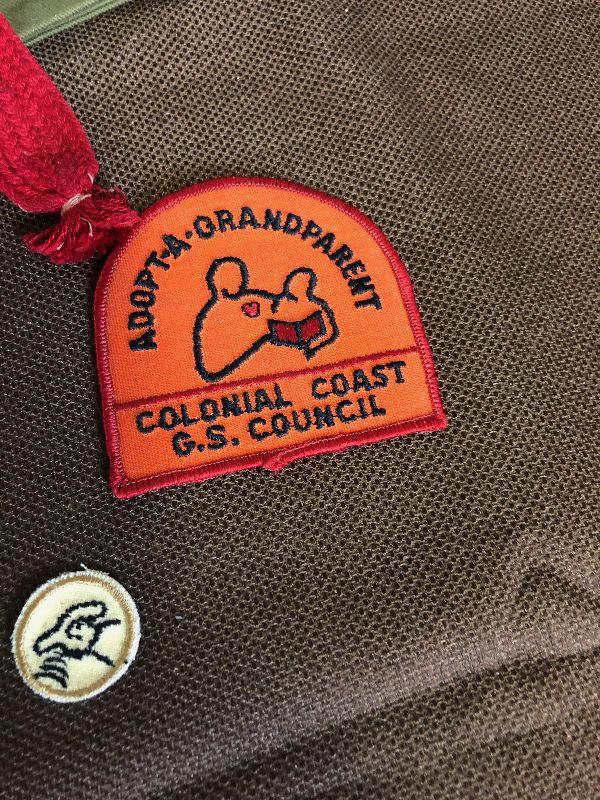 ADOPT-A-GRANDPARENT
COLONIAL COAST
G.S. COUNCIL